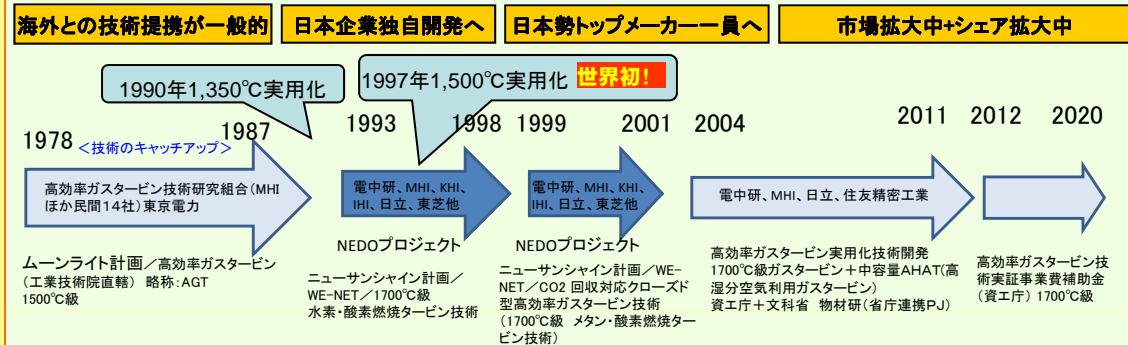 海外との技術提携が一般的
日本企業独自開発へ
日本勢トップメーカー一員へ
市場拡大中+シェア拡大中
1990年1,350℃実用化
1997年1,500℃実用化 世界初!
1978 <技術のキャッチアップ> 1987
1993
1998
1999
2001
2004
2011
2012
2020
高効率ガスタービン技術研究組合(MHI
ほか民間14社)東京電力
電中研、MHI、KHI、
IHI、日立、東芝他
電中研、MHI、KHI、
IHI、日立、東芝他
電中研、MHI、日立、住友精密工業
ムーンライト計画/高効率ガスタービン
(工業技術院直轄) 略称:AGT
1500℃級
NEDOプロジェクト
ニューサンシャイン計画/
WE-NET/1700℃級
水素・酸素燃焼タービン技術
NEDOプロジェクト
ニューサンシャイン計画/WE-
NET/CO2 回収対応クローズド
型高効率ガスタービン技術
(1700℃級 メタン・酸素燃焼ター
ビン技術)
高効率ガスタービン実用化技術開発
1700℃級ガスタービン+中容量AHAT(高
湿分空気利用ガスタービン)
資エ庁+文科省 物材研(省庁連携PJ)
高効率ガスタービン技
術実証事業費補助金
(資エ庁) 1700℃級